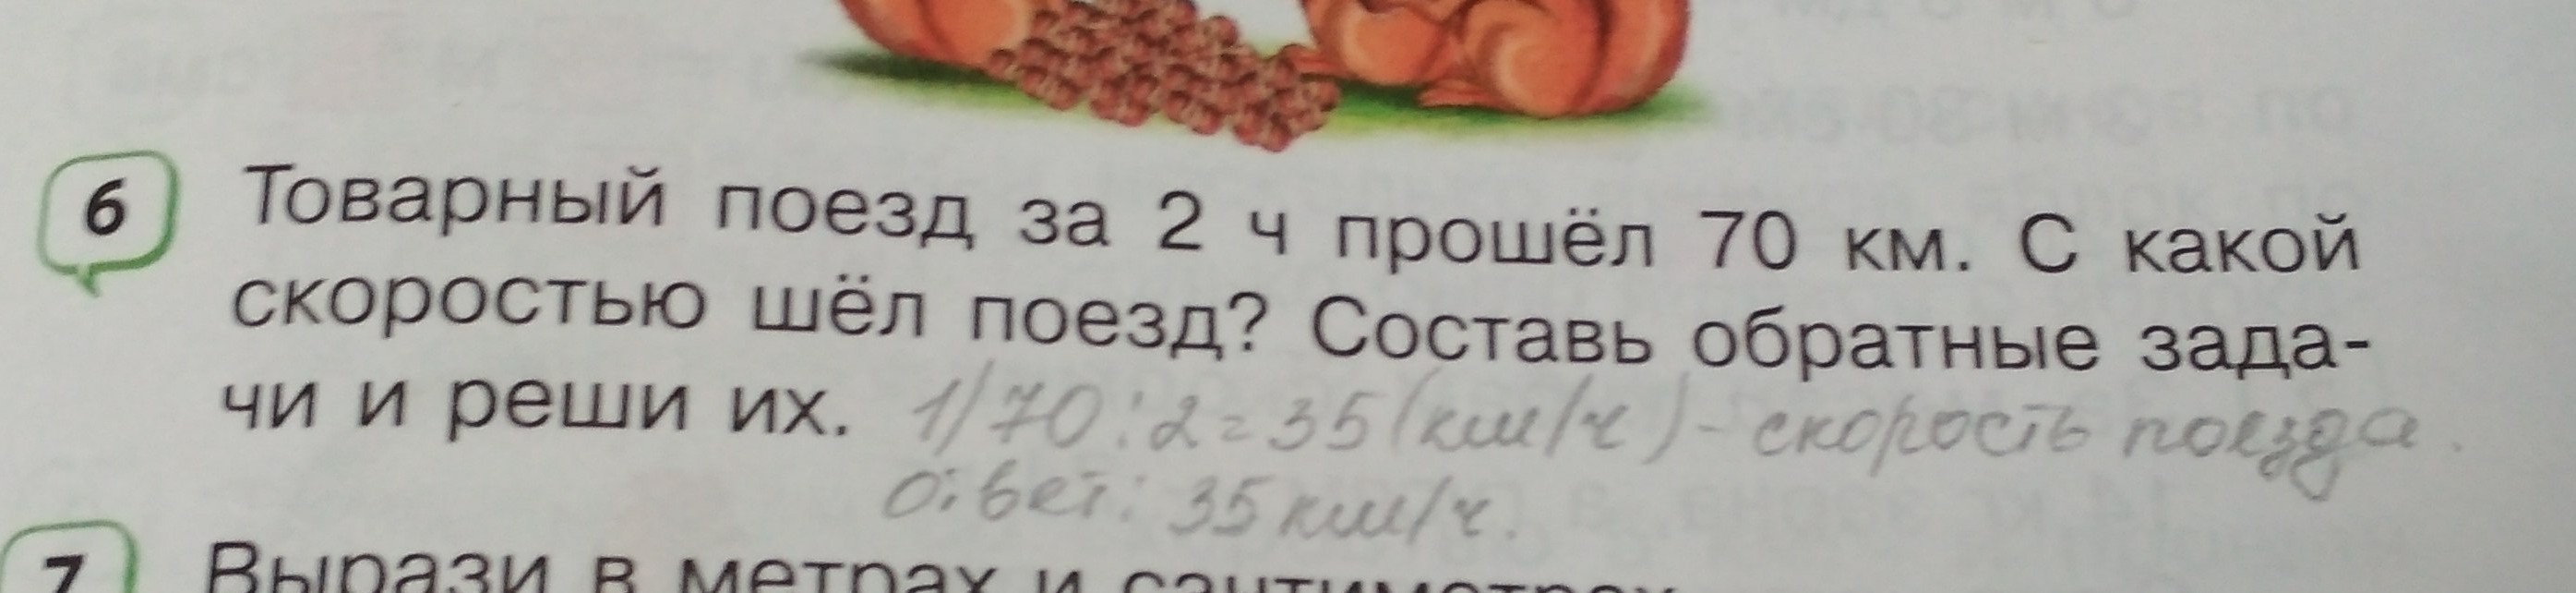 6 Товарный поезд за 2 ч прошёл 70 км. С какой
скоростью шёл поезд? Составь обратные зада-
чи и реши их. 1) 70 : 2 = 35 (км/ч) - скорость поезда.
Ответ: 35 км/ч.
7 Вырази в метрах и сантиметрах